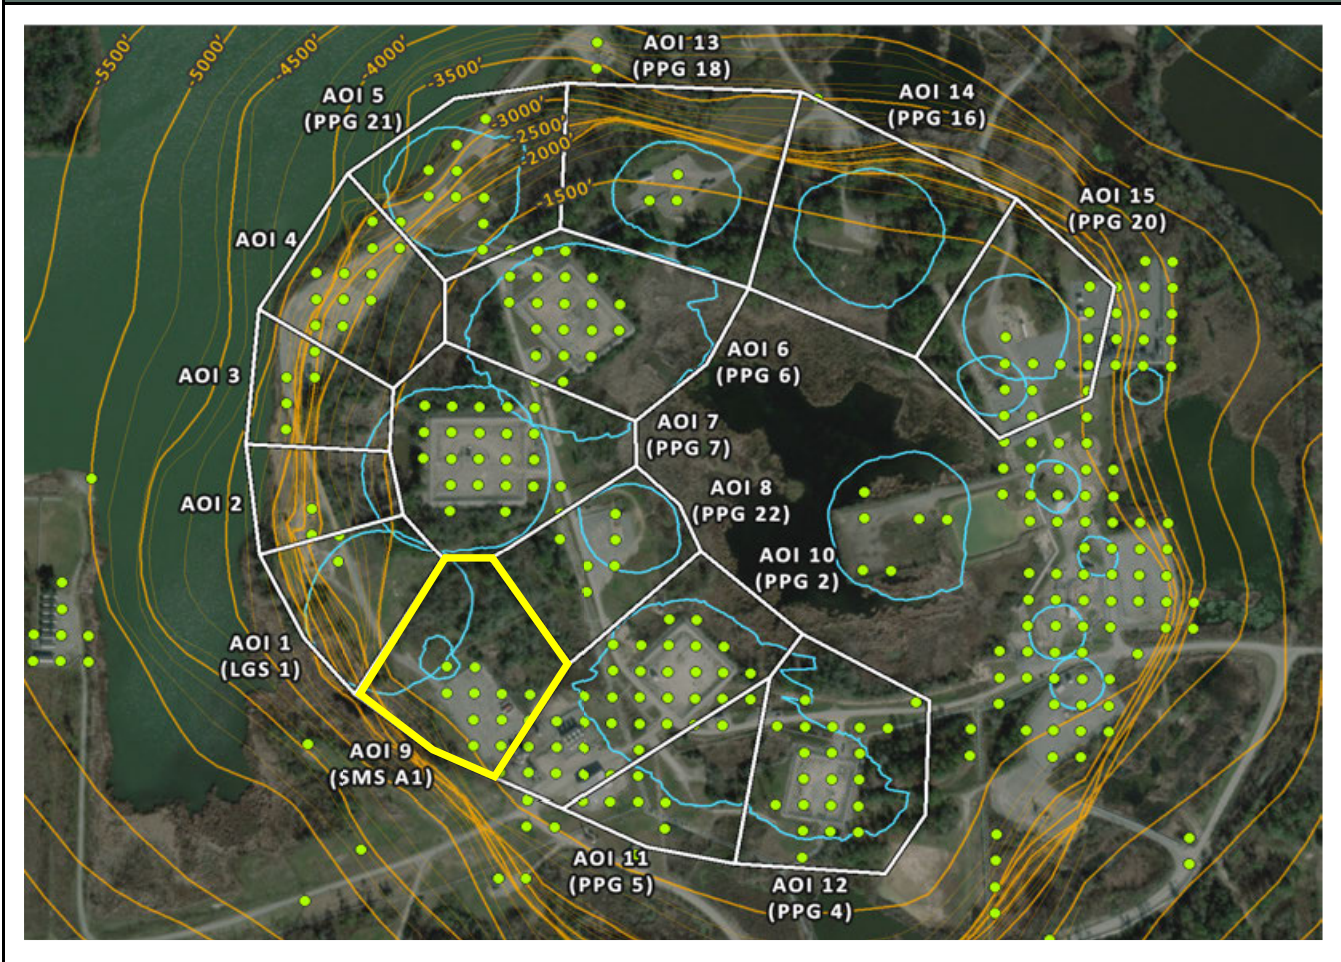 -5500'
-5000'
-4500'
-4000'
-3500'
-3000'
-2500'
-2000'
-1500'
AOI 13
(PPG 18)
AOI 5
(PPG 21)
AOI 14
(PPG 16)
AOI 15
(PPG 20)
AOI 4
AOI 3
AOI 6
(PPG 6)
AOI 7
(PPG 7)
AOI 2
AOI 8
(PPG 22)
AOI 10
(PPG 2)
AOI 1
(LGS 1)
AOI 9
(SMS A1)
AOI 11
(PPG 5)
AOI 12
(PPG 4)